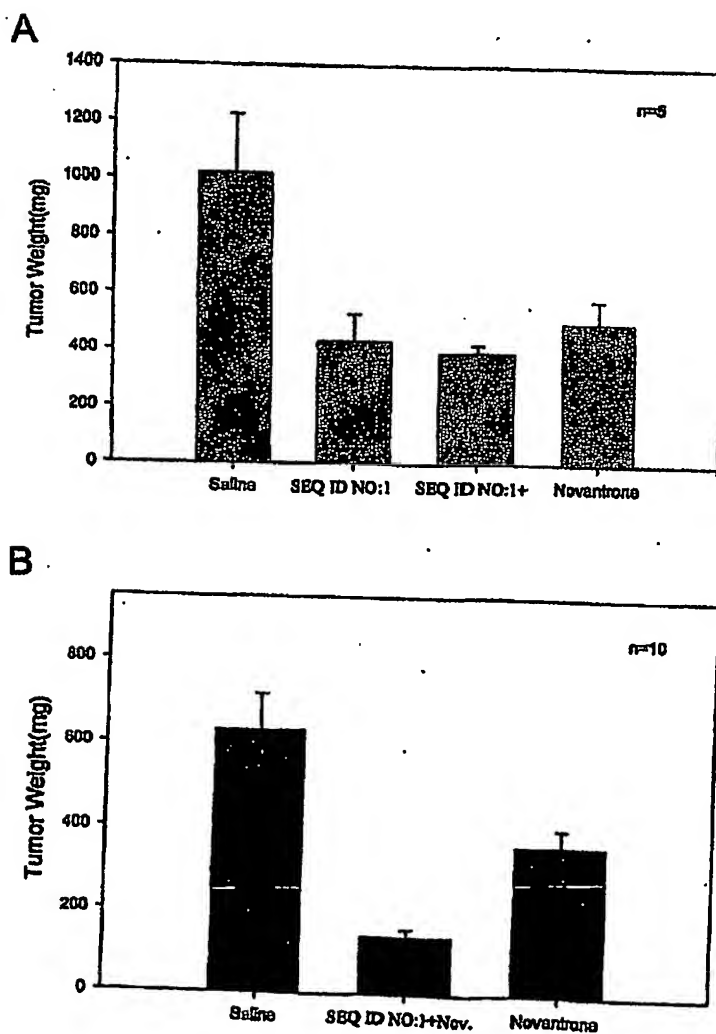 A
1400
n=5
1200
1000
800
600
400
200
0
Tumor Weight(mg)
Saline SEQ ID NO:1 SEQ ID NO:1+ Novantrone
B
800
n=10
600
400
200
0
Tumor Weight(mg)
Saline SEQ ID NO:1+Nov. Novantrone